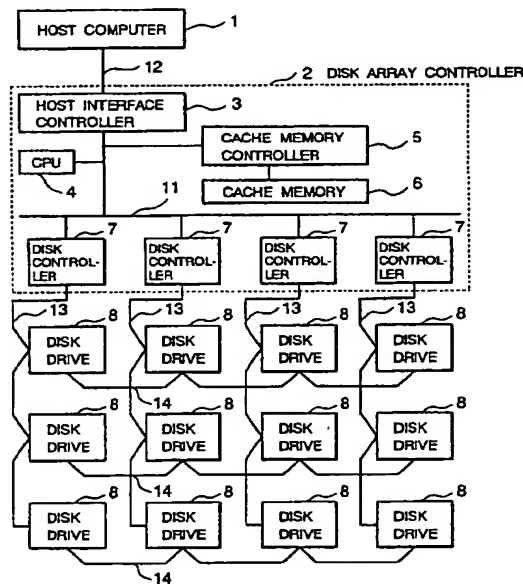 HOST COMPUTER 1
12
2 DISK ARRAY CONTROLLER
HOST INTERFACE
CONTROLLER 3
CPU
4
CACHE MEMORY
CONTROLLER 5
CACHE MEMORY 6
11
7 7 7 7
DISK
CONTROL-
LER
DISK
CONTROL-
LER
DISK
CONTROL-
LER
DISK
CONTROL-
LER
13 13 13 13
8 8 8 8
DISK
DRIVE
DISK
DRIVE
DISK
DRIVE
DISK
DRIVE
14
8 8 8 8
DISK
DRIVE
DISK
DRIVE
DISK
DRIVE
DISK
DRIVE
14
8 8 8 8
DISK
DRIVE
DISK
DRIVE
DISK
DRIVE
DISK
DRIVE
14